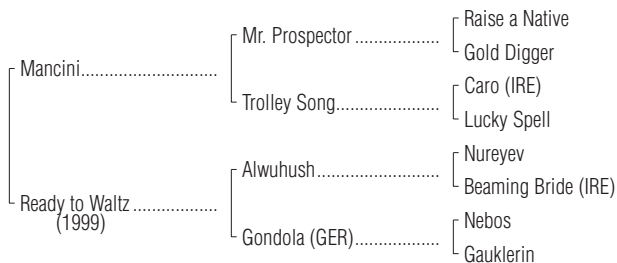 Raise a Native
Mr. Prospector ..................
Gold Digger
Mancini.............................
Caro (IRE)
Trolley Song......................
Lucky Spell
Nureyev
Alwuhush..........................
Beaming Bride (IRE)
Ready to Waltz ..................
(1999)
Nebos
Gondola (GER)..................
Gauklerin